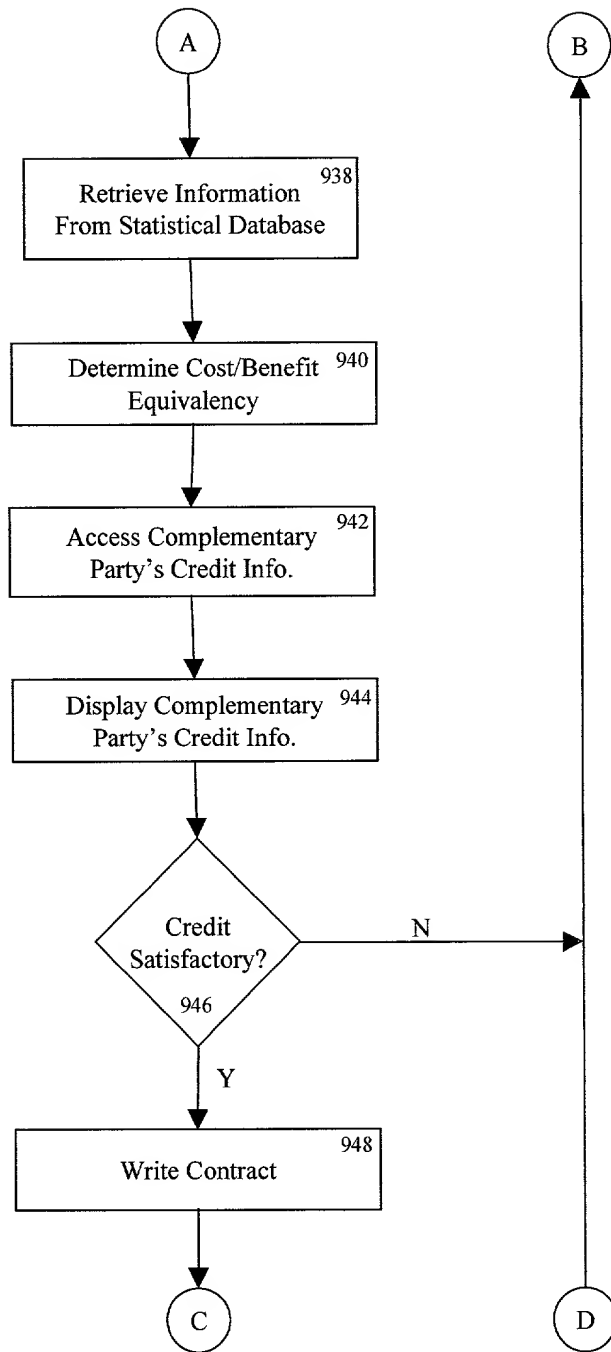 A
B
938
Retrieve Information
From Statistical Database
Determine Cost/Benefit 940
Equivalency
942
Access Complementary
Party's Credit Info.
Display Complementary 944
Party's Credit Info.
Credit
Satisfactory?
946
N
Y
948
Write Contract
C
D